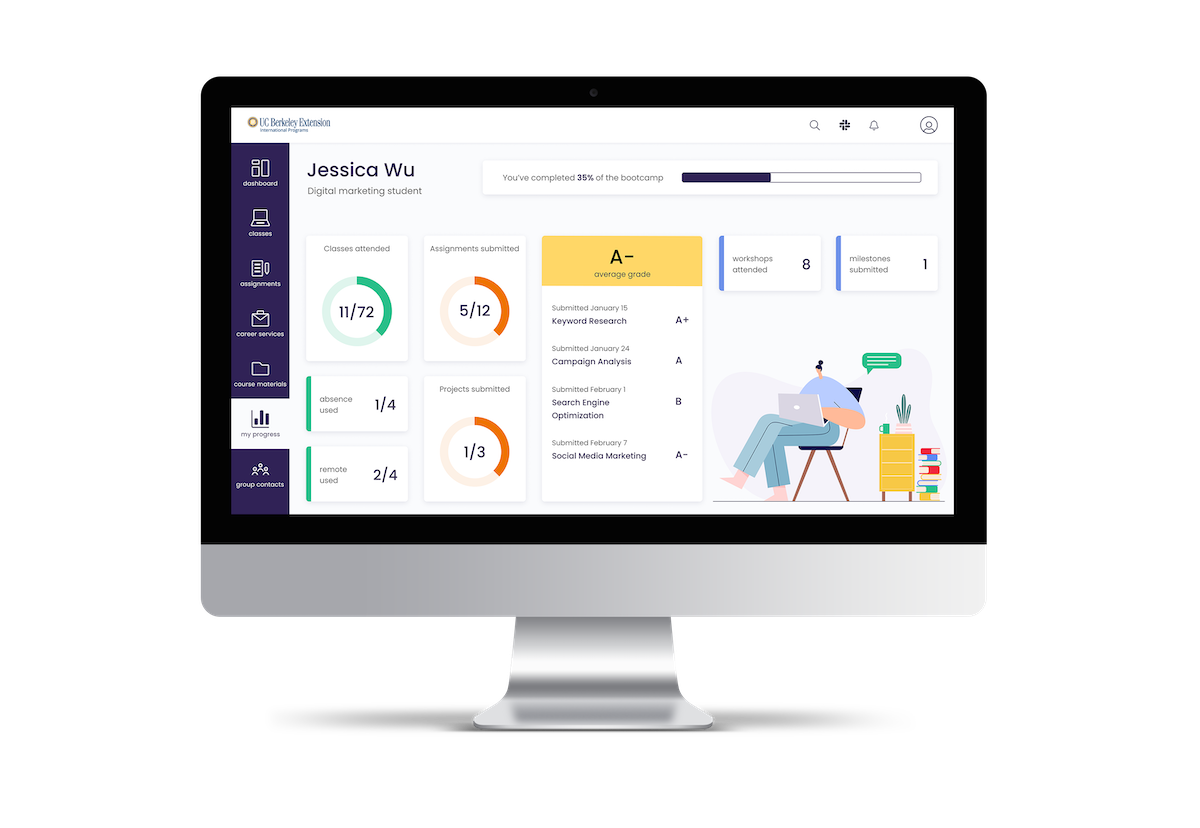 UC Berkeley Extension
International Programs
dashboard
classes
assignments
career services
course materials
my progress
group contacts
Jessica Wu
Digital marketing student
You've completed 35% of the bootcamp
Classes attended
11/72
Assignments submitted
5/12
absence
used
1/4
remote
used
2/4
Projects submitted
1/3
A-
average grade
Submitted January 15
Keyword Research
A+
Submitted January 24
Campaign Analysis
A
Submitted February 1
Search Engine
Optimization
B
Submitted February 7
Social Media Marketing
A-
workshops
attended
8
milestones
submitted
1